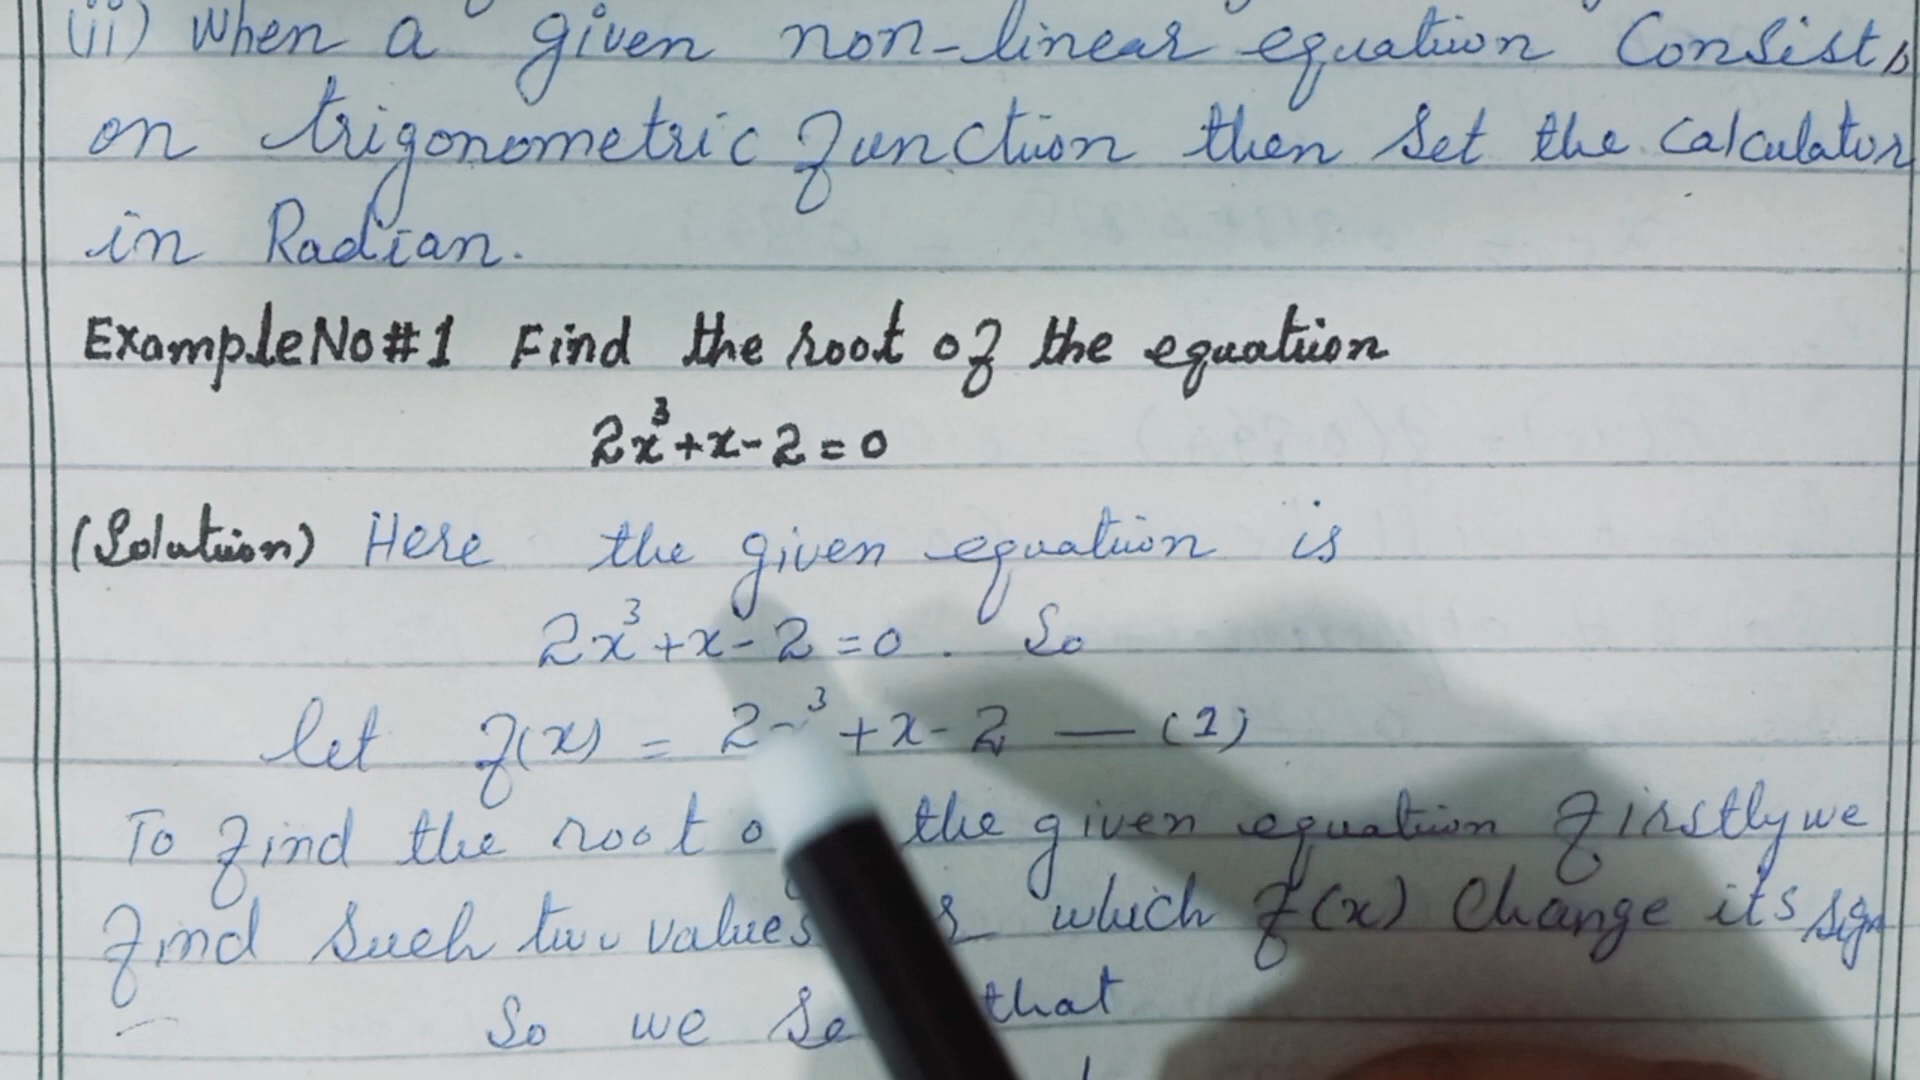 (ii) When a given non-linear equation Consists
on trigonometric function then Set the Calculator
in Radian.
Example No#1 Find the root of the equation
2x³+x-2=0
(Solution) Here the given equation is
2x³+x-2=0. So
let f(x) = 2 ³+x-2 — (1)
To find the root the given equation firstly we
find Such two values which f(x) Change its sign
So we that